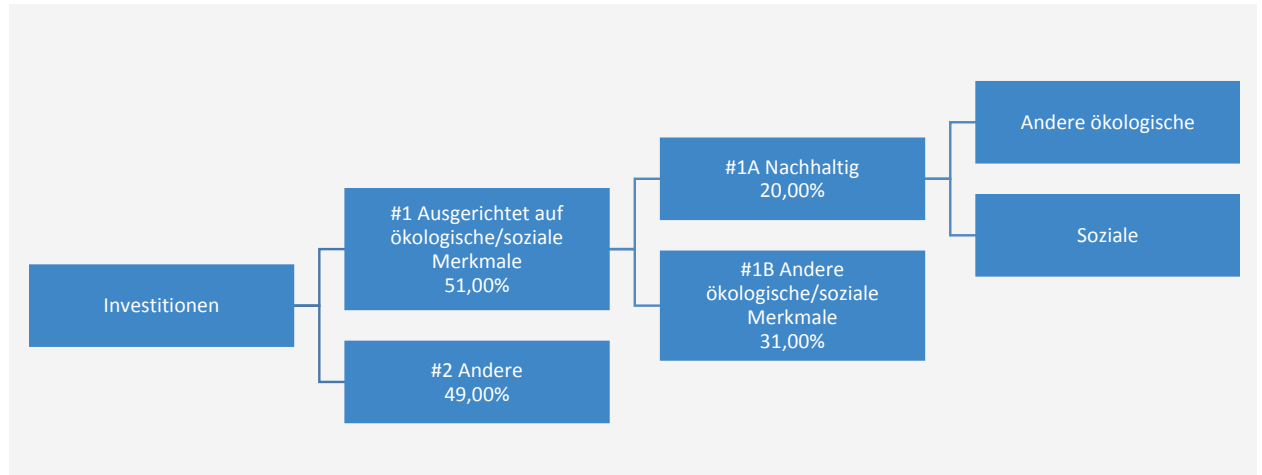 Investitionen
#1 Ausgerichtet auf
ökologische/soziale
Merkmale
51,00%
#2 Andere
49,00%
#1A Nachhaltig
20,00%
#1B Andere
ökologische/soziale
Merkmale
31,00%
Andere ökologische
Soziale